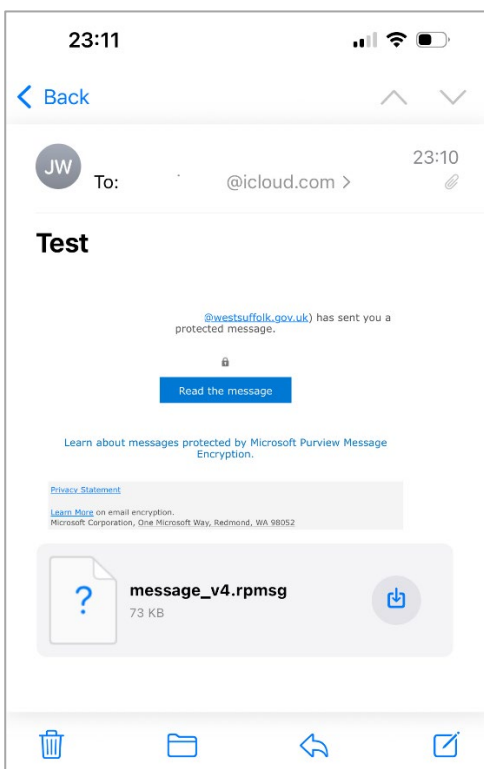 23:11
Back
JW
23:10
To: @icloud.com >
Test
@westsuffolk.gov.uk) has sent you a
protected message.
Read the message
Learn about messages protected by Microsoft Purview Message
Encryption.
Privacy Statement
Learn More on email encryption.
Microsoft Corporation, One Microsoft Way, Redmond, WA 98052
?
message_v4.rpmsg
73 KB